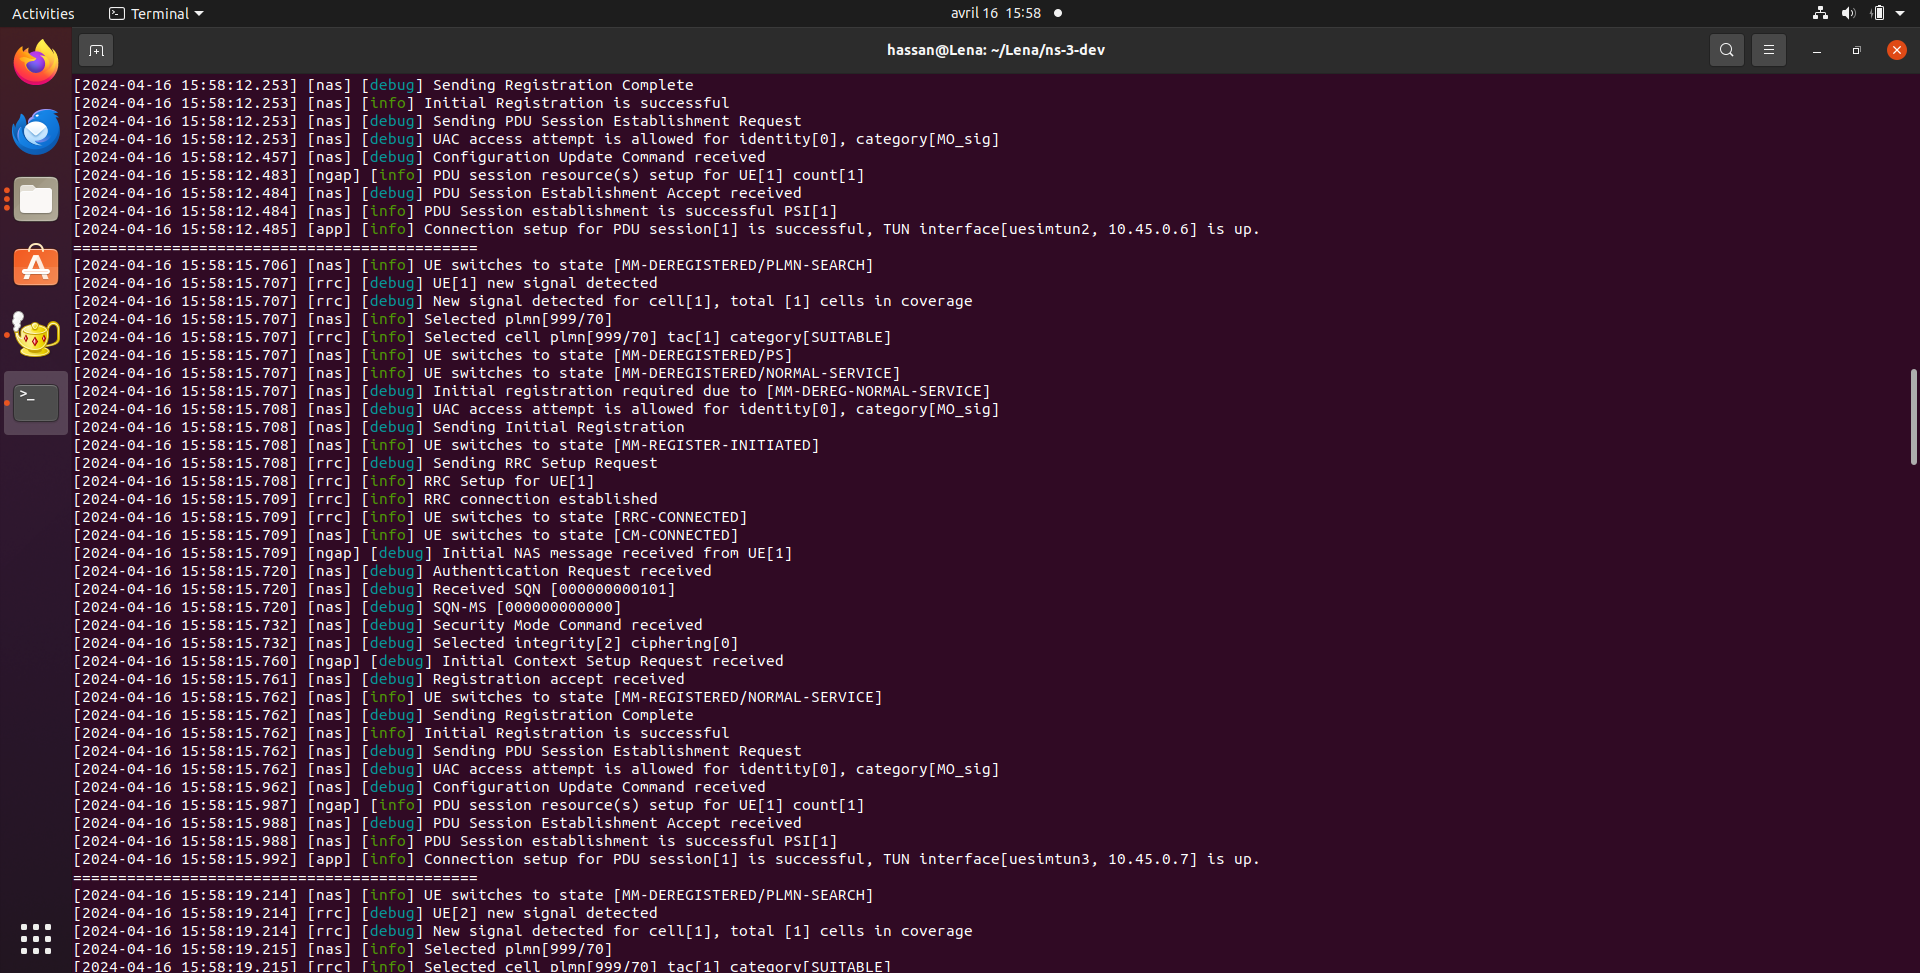 Activities
Terminal
avril 16 15:58
hassan@Lena: ~/Lena/ns-3-dev
[2024-04-16 15:58:12.253] [nas] [debug] Sending Registration Complete
[2024-04-16 15:58:12.253] [nas] [info] Initial Registration is successful
[2024-04-16 15:58:12.253] [nas] [debug] Sending PDU Session Establishment Request
[2024-04-16 15:58:12.253] [nas] [debug] UAC access attempt is allowed for identity[0], category[MO_sig]
[2024-04-16 15:58:12.457] [nas] [debug] Configuration Update Command received
[2024-04-16 15:58:12.483] [ngap] [info] PDU session resource(s) setup for UE[1] count[1]
[2024-04-16 15:58:12.484] [nas] [debug] PDU Session Establishment Accept received
[2024-04-16 15:58:12.484] [nas] [info] PDU Session establishment is successful PSI[1]
[2024-04-16 15:58:12.485] [app] [info] Connection setup for PDU session[1] is successful, TUN interface[uesimtun2, 10.45.0.6] is up.
=============================================
[2024-04-16 15:58:15.706] [nas] [info] UE switches to state [MM-DEREGISTERED/PLMN-SEARCH]
[2024-04-16 15:58:15.707] [rrc] [debug] UE[1] new signal detected
[2024-04-16 15:58:15.707] [rrc] [debug] New signal detected for cell[1], total [1] cells in coverage
[2024-04-16 15:58:15.707] [nas] [info] Selected plmn[999/70]
[2024-04-16 15:58:15.707] [rrc] [info] Selected cell plmn[999/70] tac[1] category[SUITABLE]
[2024-04-16 15:58:15.707] [nas] [info] UE switches to state [MM-DEREGISTERED/PS]
[2024-04-16 15:58:15.707] [nas] [info] UE switches to state [MM-DEREGISTERED/NORMAL-SERVICE]
[2024-04-16 15:58:15.707] [nas] [debug] Initial registration required due to [MM-DEREG-NORMAL-SERVICE]
[2024-04-16 15:58:15.708] [nas] [debug] UAC access attempt is allowed for identity[0], category[MO_sig]
[2024-04-16 15:58:15.708] [nas] [debug] Sending Initial Registration
[2024-04-16 15:58:15.708] [nas] [info] UE switches to state [MM-REGISTER-INITIATED]
[2024-04-16 15:58:15.708] [rrc] [debug] Sending RRC Setup Request
[2024-04-16 15:58:15.708] [rrc] [info] RRC Setup for UE[1]
[2024-04-16 15:58:15.709] [rrc] [info] RRC connection established
[2024-04-16 15:58:15.709] [rrc] [info] UE switches to state [RRC-CONNECTED]
[2024-04-16 15:58:15.709] [nas] [info] UE switches to state [CM-CONNECTED]
[2024-04-16 15:58:15.709] [ngap] [debug] Initial NAS message received from UE[1]
[2024-04-16 15:58:15.720] [nas] [debug] Authentication Request received
[2024-04-16 15:58:15.720] [nas] [debug] Received SQN [000000000101]
[2024-04-16 15:58:15.720] [nas] [debug] SQN-MS [000000000000]
[2024-04-16 15:58:15.732] [nas] [debug] Security Mode Command received
[2024-04-16 15:58:15.732] [nas] [debug] Selected integrity[2] ciphering[0]
[2024-04-16 15:58:15.760] [ngap] [debug] Initial Context Setup Request received
[2024-04-16 15:58:15.761] [nas] [debug] Registration accept received
[2024-04-16 15:58:15.762] [nas] [info] UE switches to state [MM-REGISTERED/NORMAL-SERVICE]
[2024-04-16 15:58:15.762] [nas] [debug] Sending Registration Complete
[2024-04-16 15:58:15.762] [nas] [info] Initial Registration is successful
[2024-04-16 15:58:15.762] [nas] [debug] Sending PDU Session Establishment Request
[2024-04-16 15:58:15.762] [nas] [debug] UAC access attempt is allowed for identity[0], category[MO_sig]
[2024-04-16 15:58:15.962] [nas] [debug] Configuration Update Command received
[2024-04-16 15:58:15.987] [ngap] [info] PDU session resource(s) setup for UE[1] count[1]
[2024-04-16 15:58:15.988] [nas] [debug] PDU Session Establishment Accept received
[2024-04-16 15:58:15.988] [nas] [info] PDU Session establishment is successful PSI[1]
[2024-04-16 15:58:15.992] [app] [info] Connection setup for PDU session[1] is successful, TUN interface[uesimtun3, 10.45.0.7] is up.
=============================================
[2024-04-16 15:58:19.214] [nas] [info] UE switches to state [MM-DEREGISTERED/PLMN-SEARCH]
[2024-04-16 15:58:19.214] [rrc] [debug] UE[2] new signal detected
[2024-04-16 15:58:19.214] [rrc] [debug] New signal detected for cell[1], total [1] cells in coverage
[2024-04-16 15:58:19.215] [nas] [info] Selected plmn[999/70]
[2024-04-16 15:58:19.215] [rrc] [info] Selected cell plmn[999/70] tac[1] category[SUITABLE]